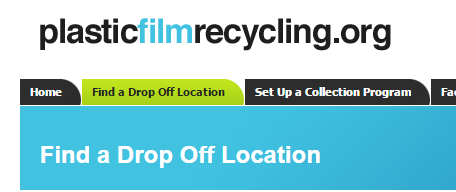 plasticfilmrecycling.org
Home Find a Drop Off Location Set Up a Collection Program
Find a Drop Off Location